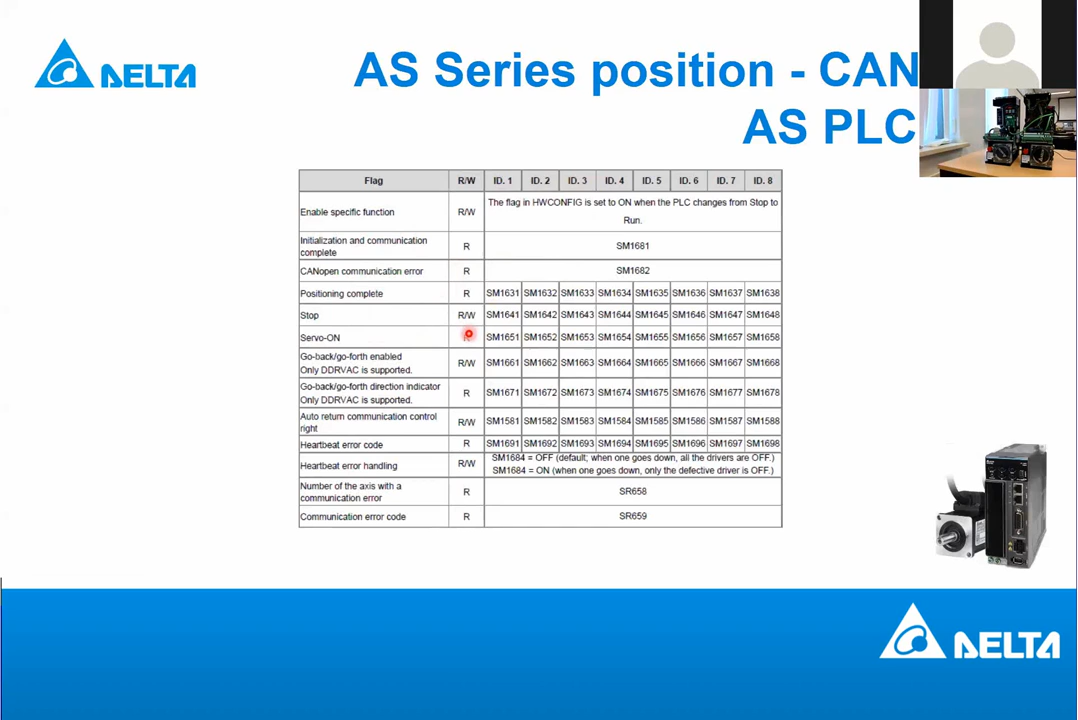 DELTA
AS Series position - CAN
AS PLC
Flag R/W ID. 1 ID. 2 ID. 3 ID. 4 ID. 5 ID. 6 ID. 7 ID. 8
Enable specific function R/W The flag in HWCONFIG is set to ON when the PLC changes from Stop to
Run.
Initialization and communication
complete R SM1681
CANopen communication error R SM1682
Positioning complete R SM1631 SM1632 SM1633 SM1634 SM1635 SM1636 SM1637 SM1638
Stop R/W SM1641 SM1642 SM1643 SM1644 SM1645 SM1646 SM1647 SM1648
Servo-ON SM1651 SM1652 SM1653 SM1654 SM1655 SM1656 SM1657 SM1658
Go-back/go-forth enabled
Only DDRVAC is supported. R/W SM1661 SM1662 SM1663 SM1664 SM1665 SM1666 SM1667 SM1668
Go-back/go-forth direction indicator
Only DDRVAC is supported. R SM1671 SM1672 SM1673 SM1674 SM1675 SM1676 SM1677 SM1678
Auto return communication control
right R/W SM1581 SM1582 SM1583 SM1584 SM1585 SM1586 SM1587 SM1588
Heartbeat error code R SM1691 SM1692 SM1693 SM1694 SM1695 SM1696 SM1697 SM1698
Heartbeat error handling R/W SM1684 = OFF (default; when one goes down, all the drivers are OFF.)
SM1684 = ON (when one goes down, only the defective driver is OFF.)
Number of the axis with a
communication error R SR658
Communication error code R SR659
DELTA